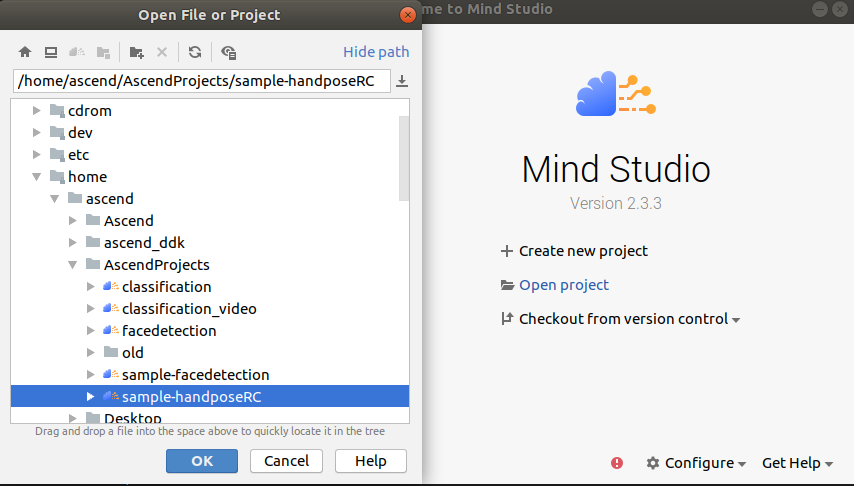 Open File or Project
me to Mind Studio
Hide path
/home/ascend/AscendProjects/sample-handposeRC
cdrom
dev
etc
home
ascend
Ascend
ascend_ddk
AscendProjects
classification
classification_video
facedetection
old
sample-facedetection
sample-handposeRC
Desktop
Drag and drop a file into the space above to quickly locate it in the tree
OK
Cancel
Help
Mind Studio
Version 2.3.3
Create new project
Open project
Checkout from version control
Configure
Get Help